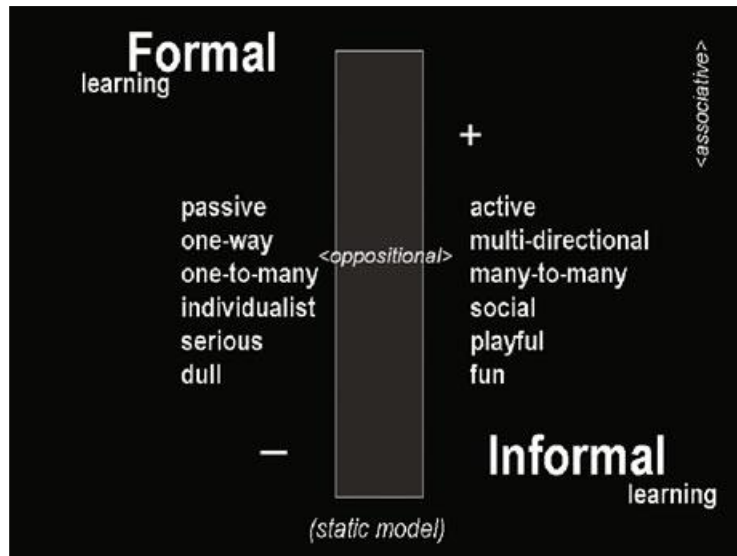 Formal
learning
<associative>
+
passive
one-way
one-to-many
individualist
serious
dull
<oppositional>
active
multi-directional
many-to-many
social
playful
fun
–
Informal
learning
(static model)